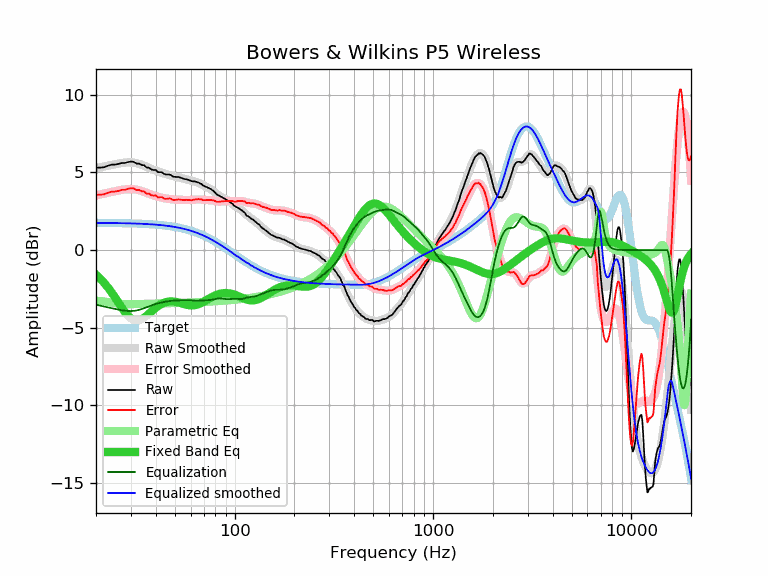 Bowers & Wilkins P5 Wireless
Amplitude (dBr)
10
5
0
−5
−10
−15
Target
Raw Smoothed
Error Smoothed
Raw
Error
Parametric Eq
Fixed Band Eq
Equalization
Equalized smoothed
100
1000
10000
Frequency (Hz)